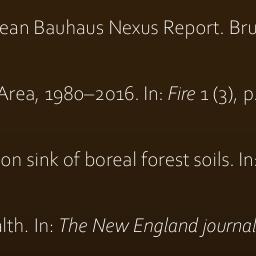 ean Bauhaus Nexus Report. Bru
Area, 1980–2016. In: Fire 1 (3), p.
on sink of boreal forest soils. In:
alth. In: The New England journal